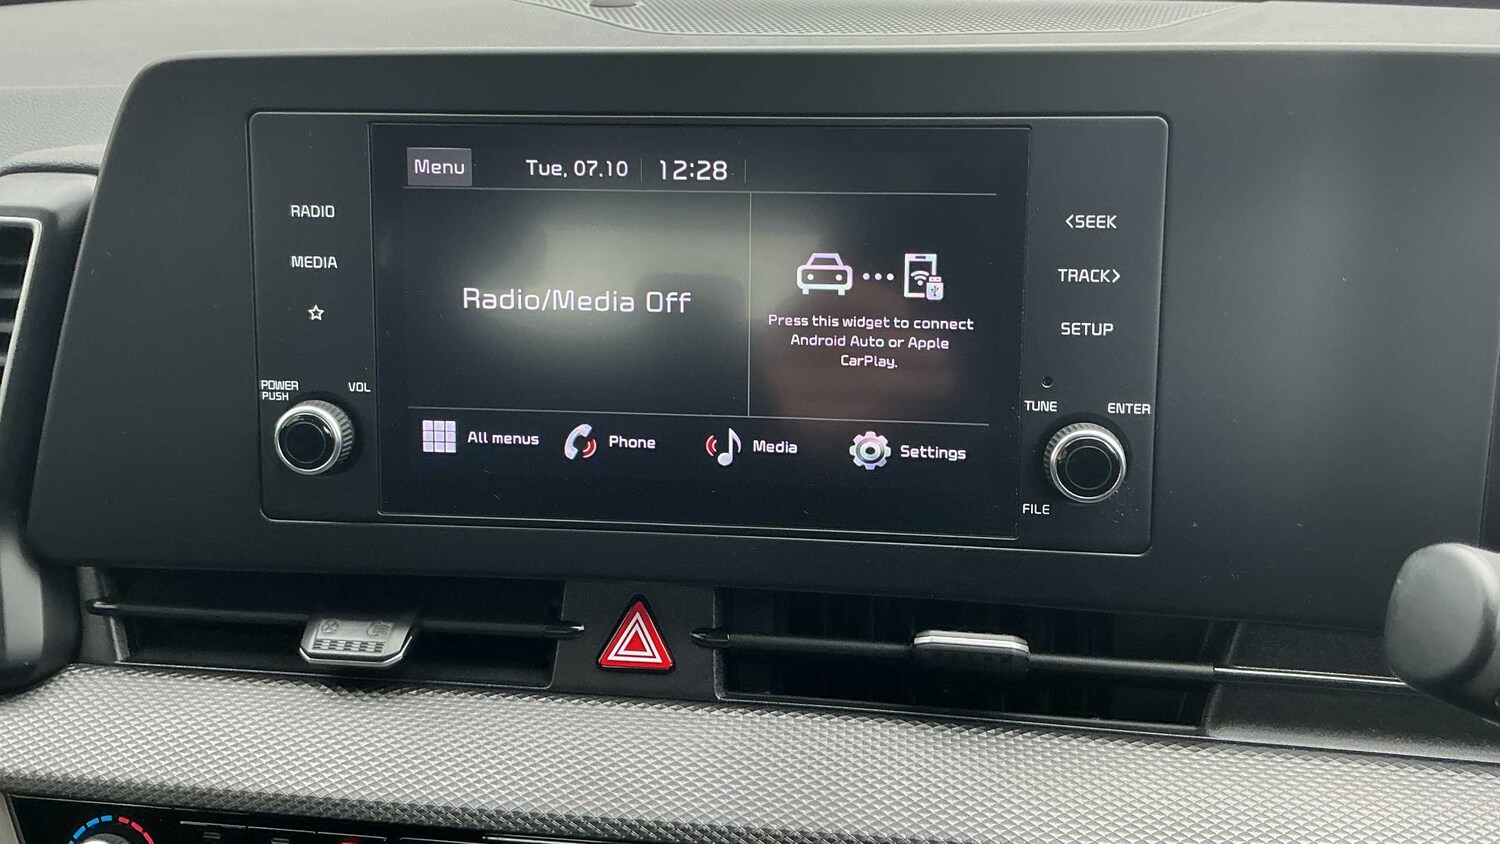 Menu
Tue, 07.10
12:28
RADIO
MEDIA
Radio/Media Off
Press this widget to connect
Android Auto or Apple
CarPlay.
<SEEK
TRACK>
SETUP
POWER
PUSH
VOL
TUNE
ENTER
All menus
Phone
Media
Settings
FILE